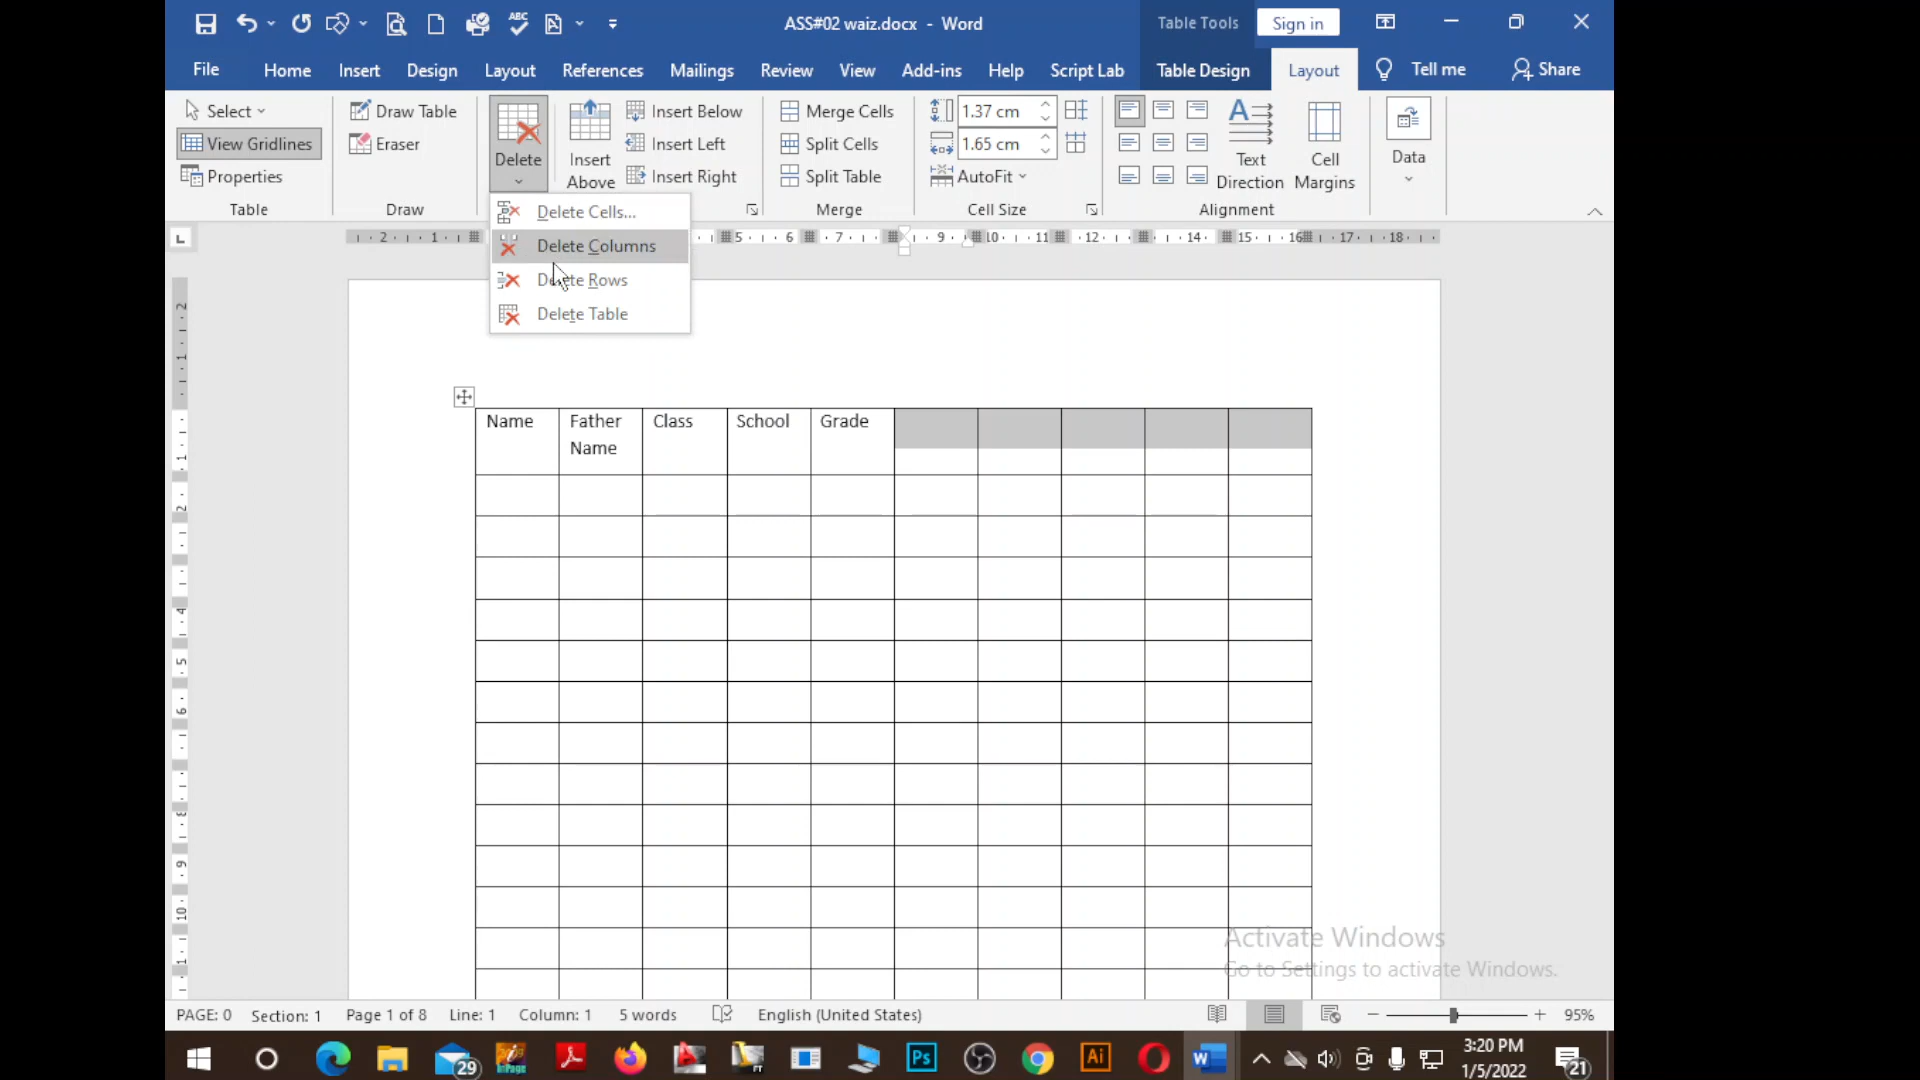 ASS#02 waiz.docx - Word
Table Tools
Sign in
File
Home
Insert
Design
Layout
References
Mailings
Review
View
Add-ins
Help
Script Lab
Table Design
Layout
Tell me
Share
Select
View Gridlines
Properties
Table
Draw Table
Eraser
Draw
Delete
Insert
Above
Insert Below
Insert Left
Insert Right
Merge Cells
Split Cells
Split Table
Merge
1.37 cm
1.65 cm
AutoFit
Cell Size
Text
Direction
Cell
Margins
Alignment
Data
Delete Cells...
Delete Columns
Delete Rows
Delete Table
Name
Father
Name
Class
School
Grade
Activate Windows
Go to Settings to activate Windows.
PAGE: 0
Section: 1
Page 1 of 8
Line: 1
Column: 1
5 words
English (United States)
95%
29
Ps
Ai
3:20 PM
1/5/2022
21